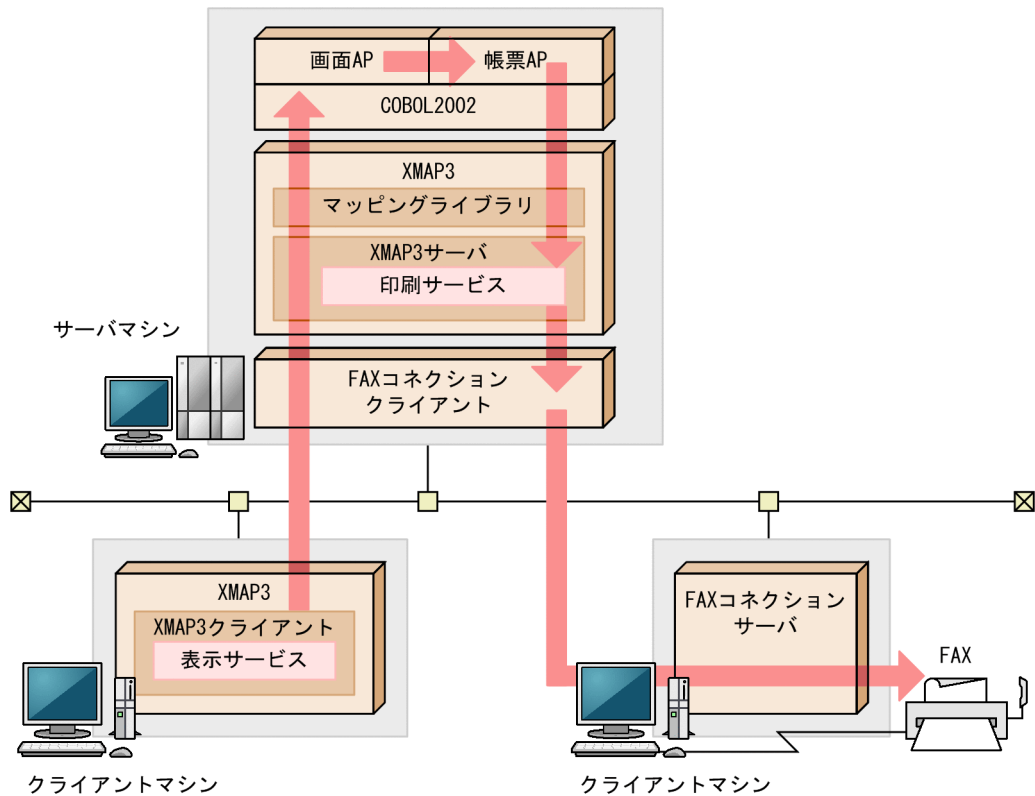 画面AP
帳票AP
COBOL2002
XMAP3
マッピングライブラリ
XMAP3サーバ
印刷サービス
サーバマシン
FAXコネクション
クライアント
XMAP3
XMAP3クライアント
表示サービス
クライアントマシン
FAXコネクション
サーバ
FAX
クライアントマシン